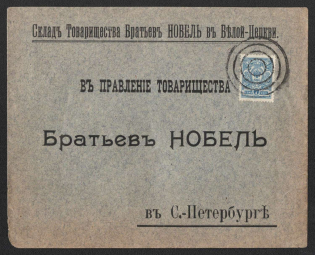 Складъ Товарищества Братьевъ НОБЕЛЬ въ Бѣлой-Церкви.
ВЪ ПРАВЛЕНІЕ ТОВАРИЩЕСТВА
Братьевъ НОБЕЛЬ
въ С.-Петербургѣ